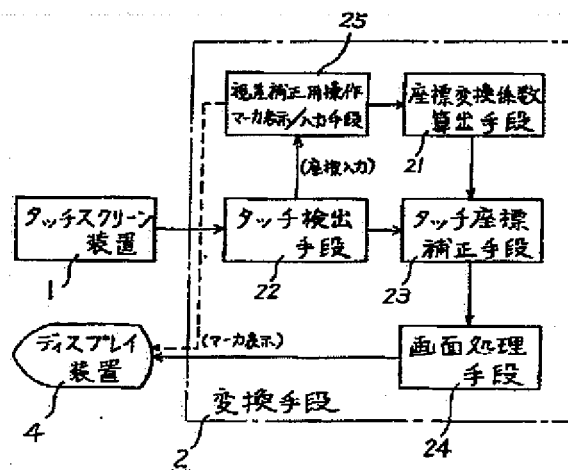 25
視差補正用操作
マーカ表示/入力手段
座標変換係数
算出手段
21
(座標入力)
タッチスクリーン
装置
1
タッチ検出
手段
22
タッチ座標
補正手段
23
ディスプレイ
装置
4
(マーカ表示)
画面処理
手段
24
変換手段
2